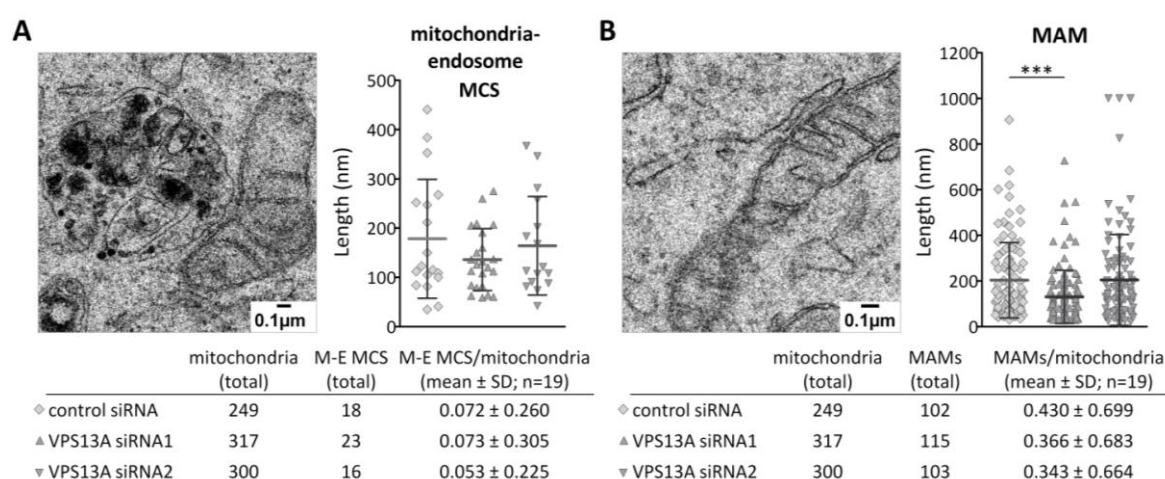 A
mitochondria-
endosome
MCS
500
400
300
200
100
0
Length (nm)
0.1µm
mitochondria M-E MCS M-E MCS/mitochondria
(total) (total) (mean ± SD; n=19)
control siRNA 249 18 0.072 ± 0.260
VPS13A siRNA1 317 23 0.073 ± 0.305
VPS13A siRNA2 300 16 0.053 ± 0.225
B
MAM
1200
1000
800
600
400
200
0
Length (nm)
***
0.1µm
mitochondria MAMs MAMs/mitochondria
(total) (total) (mean ± SD; n=19)
control siRNA 249 102 0.430 ± 0.699
VPS13A siRNA1 317 115 0.366 ± 0.683
VPS13A siRNA2 300 103 0.343 ± 0.664